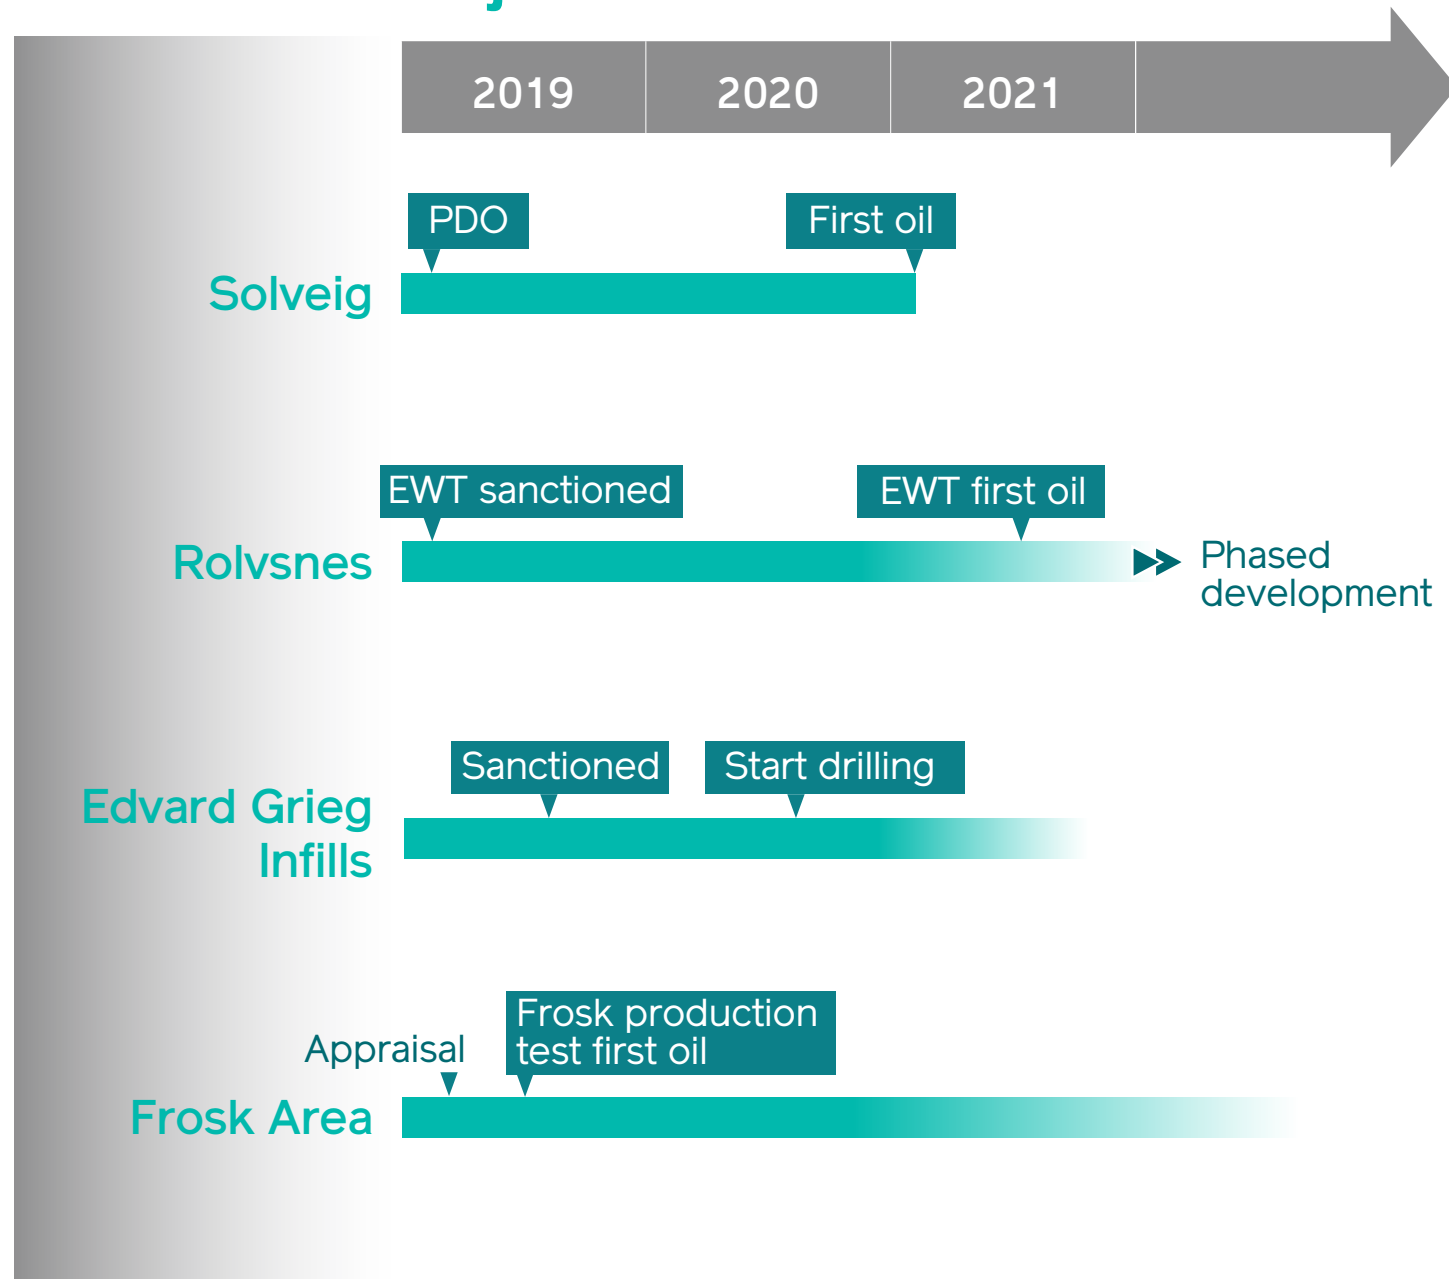 2019 2020 2021
PDO First oil
Solveig
EWT sanctioned EWT first oil
Rolvsnes
Phased
development
Sanctioned Start drilling
Edvard Grieg
Infills
Frosk production
test first oil
Appraisal
Frosk Area